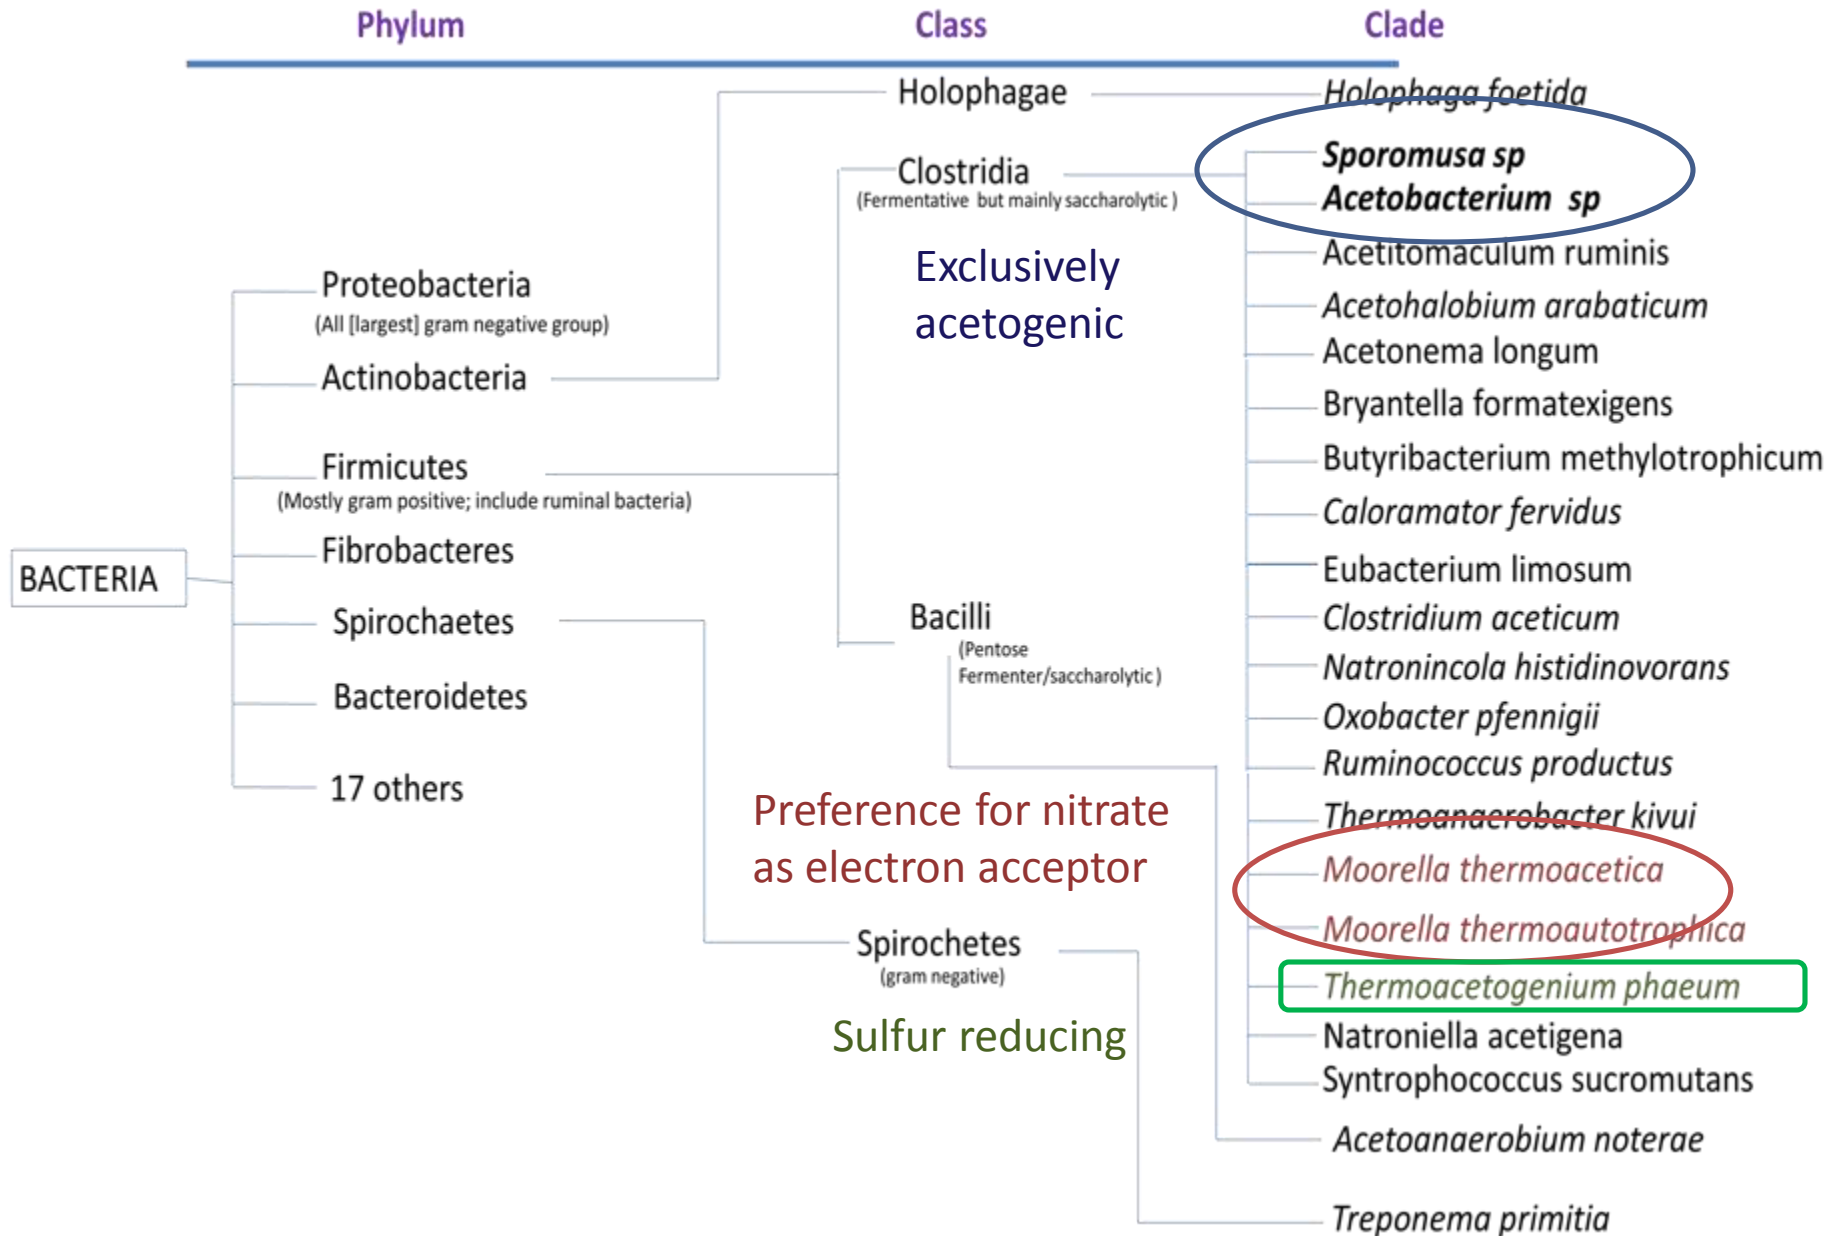 Phylum
Class
Clade
Holophagae
Holophaga foetida
Clostridia
(Fermentative but mainly saccharolytic )
Sporomusa sp
Acetobacterium sp
Exclusively
acetogenic
Acetitomaculum ruminis
Acetohalobium arabaticum
Acetonema longum
Bryantella formatexigens
Butyribacterium methylotrophicum
Caloramator fervidus
Eubacterium limosum
Clostridium aceticum
Natronincola histidinovorans
Oxobacter pfennigii
Ruminococcus productus
Thermoanaerobacter kivui
Moorella thermoacetica
Moorella thermoautotrophica
Thermoacetogenium phaeum
Natroniella acetigena
Syntrophococcus sucromutans
Acetoanaerobium noterae
Treponema primitia
Proteobacteria
(All [largest] gram negative group)
Actinobacteria
Firmicutes
(Mostly gram positive; include ruminal bacteria)
Fibrobacteres
BACTERIA
Spirochaetes
Bacteroidetes
17 others
Bacilli
(Pentose
Fermenter/saccharolytic )
Preference for nitrate
as electron acceptor
Spirochetes
(gram negative)
Sulfur reducing